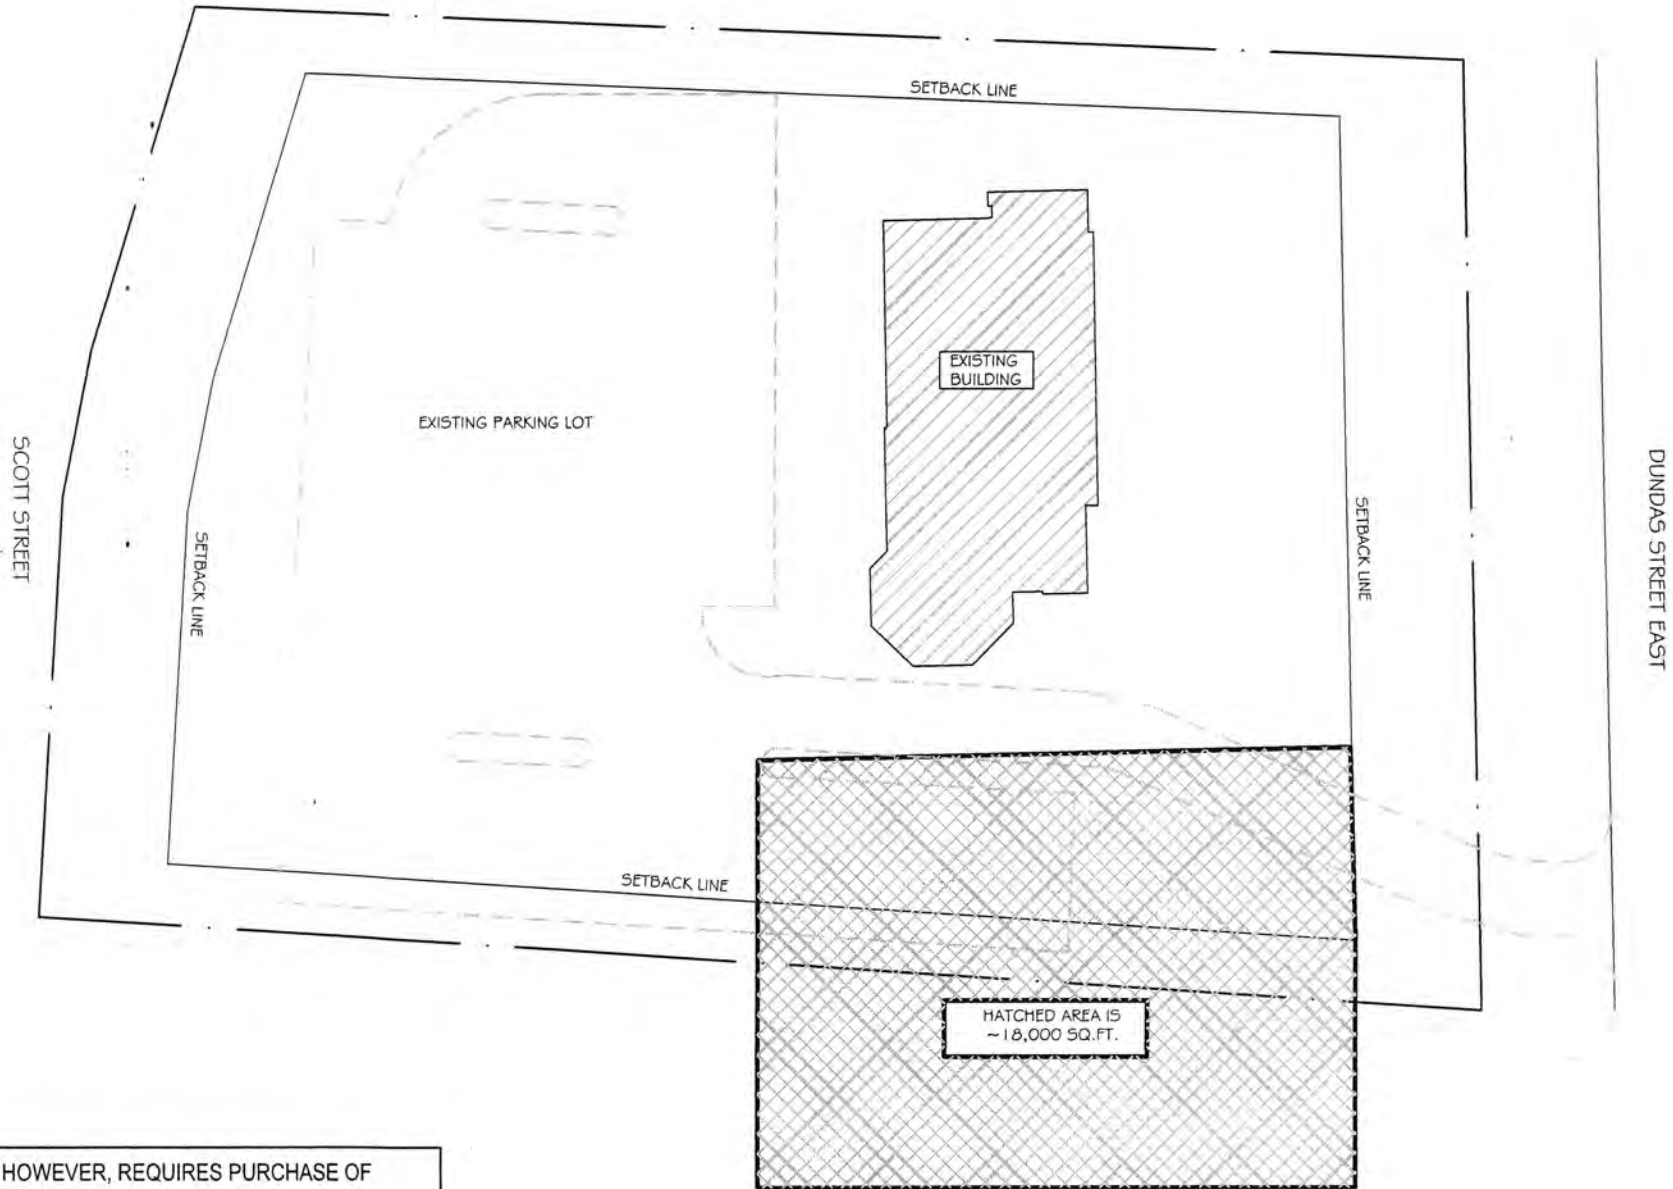 SETBACK LINE
EXISTING
BUILDING
EXISTING PARKING LOT
SCOTT STREET
SETBACK LINE
SETBACK LINE
DUNDAS STREET EAST
SETBACK LINE
HATCHED AREA IS
~18,000 SQ.FT.
HOWEVER, REQUIRES PURCHASE OF